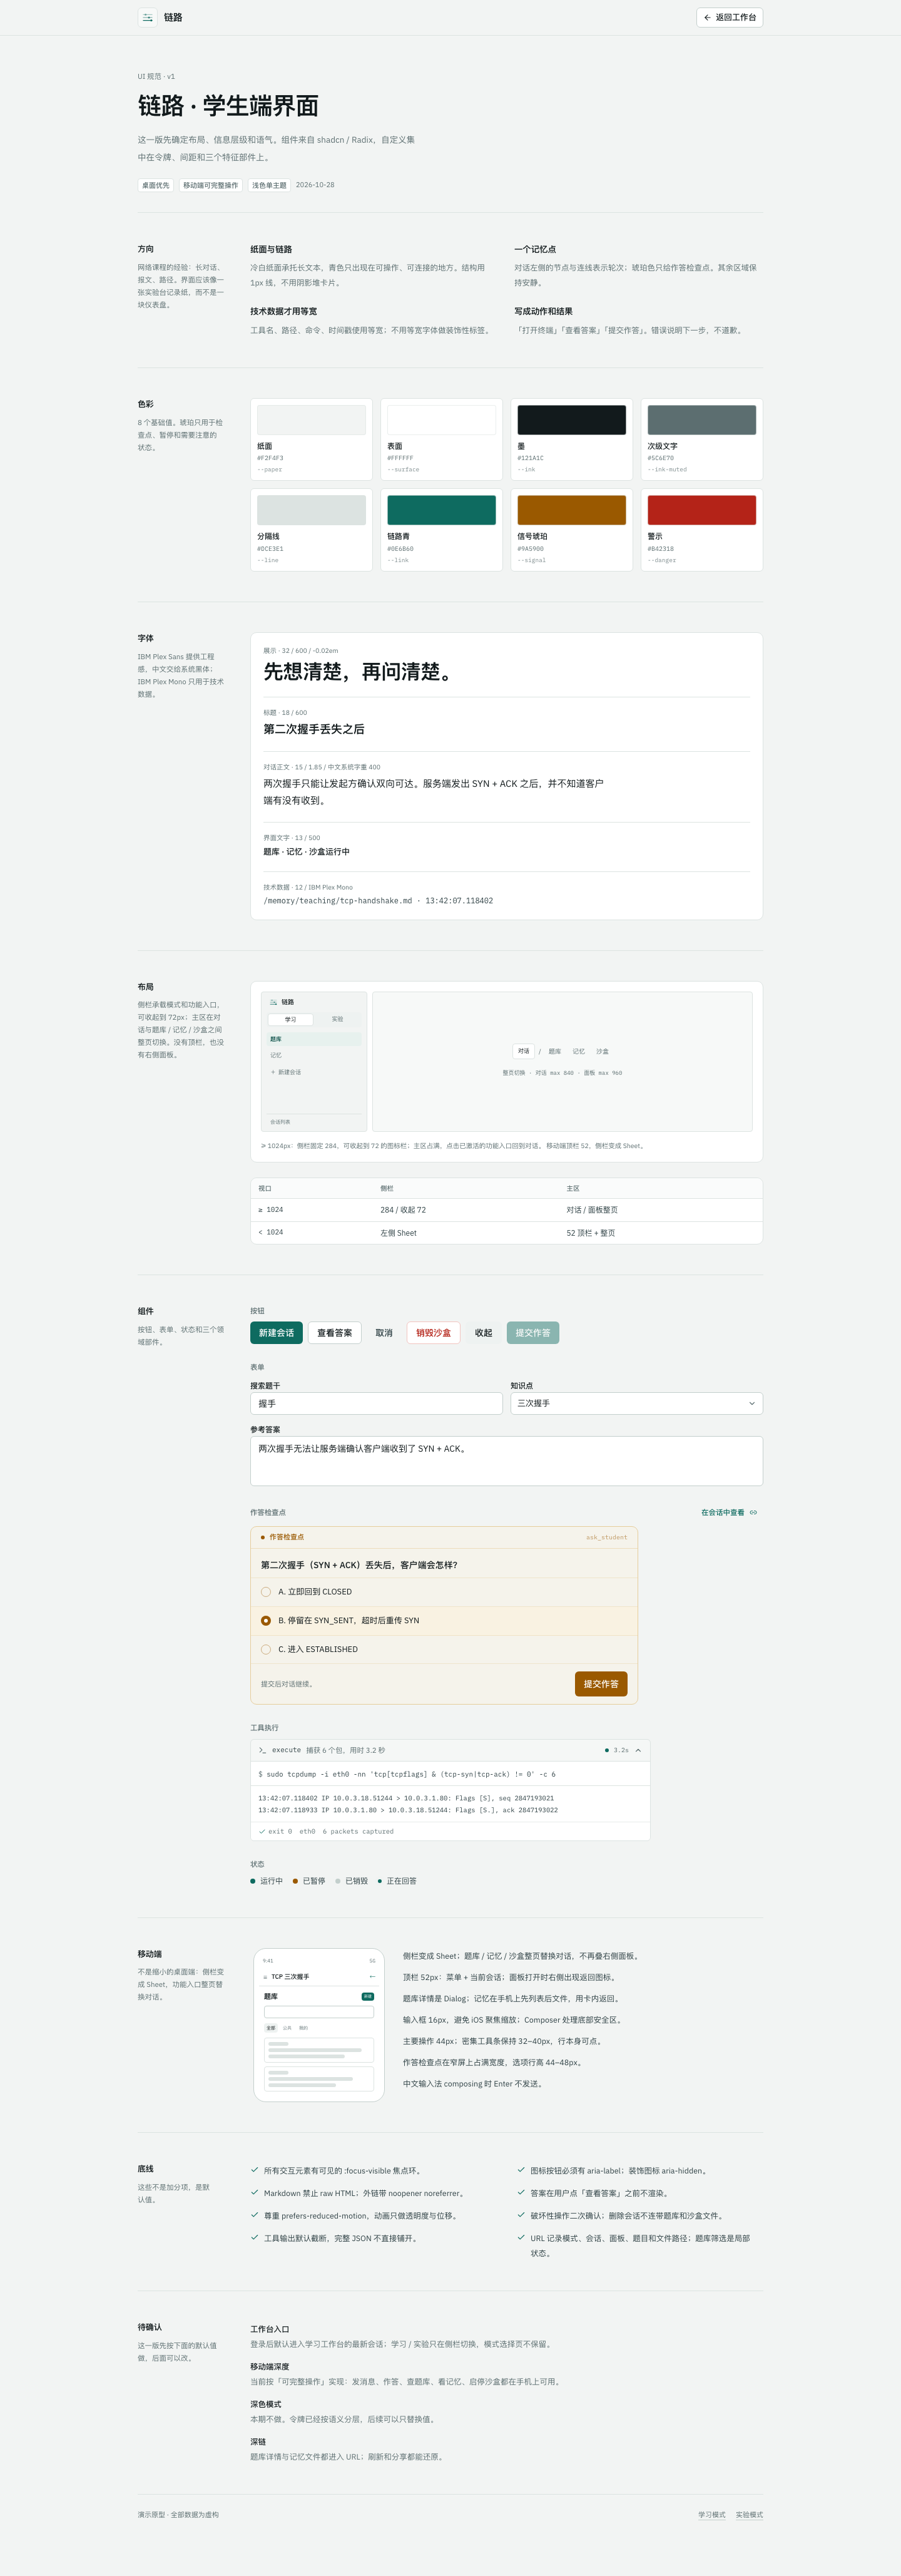 链路
返回工作台
UI 规范 · v1
链路 · 学生端界面
这一版先确定布局、信息层级和语气。组件来自 shadcn / Radix，自定义集
中在令牌、间距和三个特征部件上。
桌面优先
移动端可完整操作
浅色单主题
2026-10-28
方向
网络课程的经验：长对话、
报文、路径。界面应该像一
张实验台记录纸，而不是一
块仪表盘。
纸面与链路
冷白纸面承托长文本，青色只出现在可操作、可连接的地方。结构用
1px 线，不用阴影堆卡片。
一个记忆点
对话左侧的节点与连线表示轮次；琥珀色只给作答检查点。其余区域保
持安静。
技术数据才用等宽
工具名、路径、命令、时间戳使用等宽；不用等宽字体做装饰性标签。
写成动作和结果
「打开终端」「查看答案」「提交作答」。错误说明下一步，不道歉。
色彩
8 个基础值。琥珀只用于检
查点、暂停和需要注意的
状态。
纸面
#F2F4F3
--paper
表面
#FFFFFF
--surface
墨
#121A1C
--ink
次级文字
#5C6E70
--ink-muted
分隔线
#DCE3E1
--line
链路青
#0E6B60
--link
信号琥珀
#9A5900
--signal
警示
#B42318
--danger
字体
IBM Plex Sans 提供工程
感，中文交给系统黑体；
IBM Plex Mono 只用于技术
数据。
展示 · 32 / 600 / -0.02em
先想清楚，再问清楚。
标题 · 18 / 600
第二次握手丢失之后
对话正文 · 15 / 1.85 / 中文系统字重 400
两次握手只能让发起方确认双向可达。服务端发出 SYN + ACK 之后，并不知道客户
端有没有收到。
界面文字 · 13 / 500
题库 · 记忆 · 沙盒运行中
技术数据 · 12 / IBM Plex Mono
/memory/teaching/tcp-handshake.md · 13:42:07.118402
布局
侧栏承载模式和功能入口，
可收起到 72px；主区在对
话与题库 / 记忆 / 沙盒之间
整页切换。没有顶栏，也没
有右侧面板。
链路
学习
实验
题库
记忆
+ 新建会话
会话列表
对话 / 题库 记忆 沙盒
整页切换 · 对话 max 840 · 面板 max 960
≥ 1024px：侧栏固定 284，可收起到 72 的图标栏；主区占满，点击已激活的功能入口回到对话。 移动端顶栏 52，侧栏变成 Sheet。
视口 侧栏 主区
≥ 1024 284 / 收起 72 对话 / 面板整页
< 1024 左侧 Sheet 52 顶栏 + 整页
组件
按钮、表单、状态和三个领
域部件。
按钮
新建会话
查看答案
取消
销毁沙盒
收起
提交作答
表单
搜索题干
握手
知识点
三次握手
参考答案
两次握手无法让服务端确认客户端收到了 SYN + ACK。
作答检查点
在会话中查看
作答检查点
ask_student
第二次握手（SYN + ACK）丢失后，客户端会怎样？
A. 立即回到 CLOSED
B. 停留在 SYN_SENT，超时后重传 SYN
C. 进入 ESTABLISHED
提交后对话继续。
提交作答
工具执行
execute 捕获 6 个包，用时 3.2 秒
3.2s
$ sudo tcpdump -i eth0 -nn 'tcp[tcpflags] & (tcp-syn|tcp-ack) != 0' -c 6
13:42:07.118402 IP 10.0.3.18.51244 > 10.0.3.1.80: Flags [S], seq 2847193021
13:42:07.118933 IP 10.0.3.1.80 > 10.0.3.18.51244: Flags [S.], ack 2847193022
exit 0 eth0 6 packets captured
状态
运行中
已暂停
已销毁
正在回答
移动端
不是缩小的桌面端：侧栏变
成 Sheet，功能入口整页替
换对话。
9:41
5G
TCP 三次握手
题库
侧栏变成 Sheet；题库 / 记忆 / 沙盒整页替换对话，不再叠右侧面板。
顶栏 52px：菜单 + 当前会话；面板打开时右侧出现返回图标。
题库详情是 Dialog；记忆在手机上先列表后文件，用卡内返回。
输入框 16px，避免 iOS 聚焦缩放；Composer 处理底部安全区。
主要操作 44px；密集工具条保持 32–40px，行本身可点。
作答检查点在窄屏上占满宽度，选项行高 44–48px。
中文输入法 composing 时 Enter 不发送。
底线
这些不是加分项，是默
认值。
所有交互元素有可见的 :focus-visible 焦点环。
图标按钮必须有 aria-label；装饰图标 aria-hidden。
Markdown 禁止 raw HTML；外链带 noopener noreferrer。
答案在用户点「查看答案」之前不渲染。
尊重 prefers-reduced-motion，动画只做透明度与位移。
破坏性操作二次确认；删除会话不连带题库和沙盒文件。
工具输出默认截断，完整 JSON 不直接铺开。
URL 记录模式、会话、面板、题目和文件路径；题库筛选是局部
状态。
待确认
这一版先按下面的默认值
做，后面可以改。
工作台入口
登录后默认进入学习工作台的最新会话；学习 / 实验只在侧栏切换，模式选择页不保留。
移动端深度
当前按「可完整操作」实现：发消息、作答、查题库、看记忆、启停沙盒都在手机上可用。
深色模式
本期不做。令牌已经按语义分层，后续可以只替换值。
深链
题库详情与记忆文件都进入 URL；刷新和分享都能还原。
演示原型 · 全部数据为虚构
学习模式
实验模式